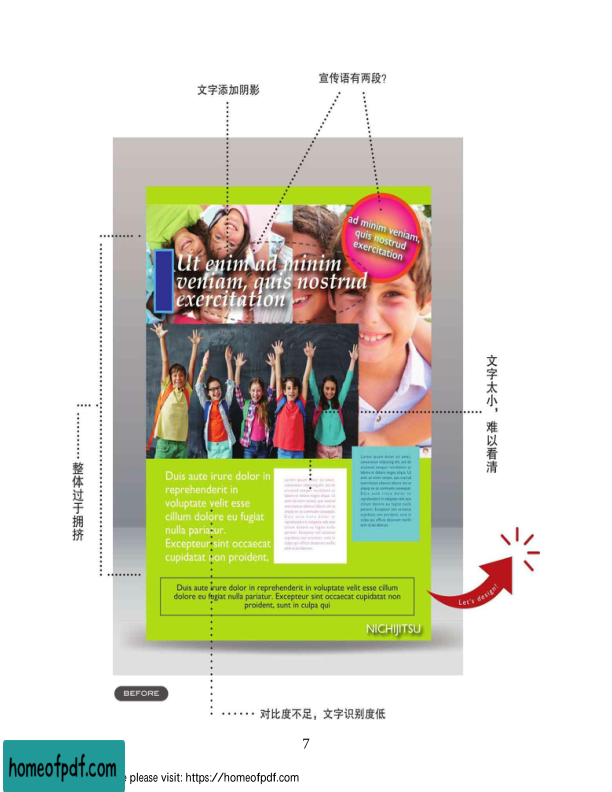 宣传语有两段?
文字添加阴影
ad minim veniam,
quis nostrud
exercitation
Ut enim ad minim
veniam, quis nostrud
exercitation
文字太小，难以看清
整体过于拥挤
Duis aute irure dolor in
reprehenderit in
voluptate velit esse
cillum dolore eu fugiat
nulla pariatur.
Excepteur sint occaecat
cupidatat non proident,
Duis aute irure dolor in reprehenderit in voluptate velit esse cillum
dolore eu fugiat nulla pariatur. Excepteur sint occaecat cupidatat non
proident, sunt in culpa qui
NICHIJITSU
Let's design!
BEFORE
对比度不足，文字识别度低
7
homeofpdf.com
please visit: https://homeofpdf.com